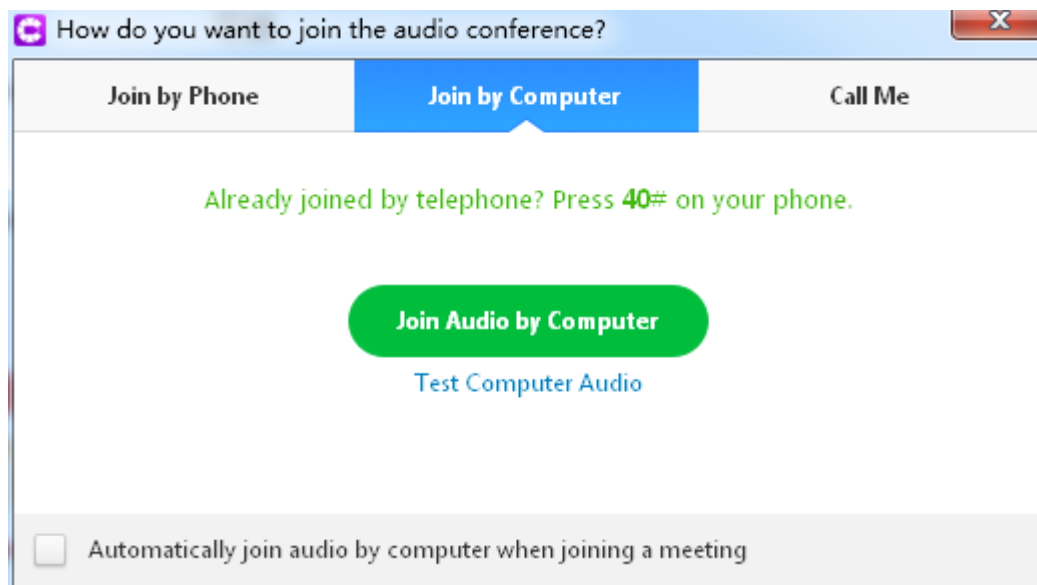 How do you want to join the audio conference?
Join by Phone Join by Computer Call Me
Already joined by telephone? Press 40# on your phone.
Join Audio by Computer
Test Computer Audio
Automatically join audio by computer when joining a meeting